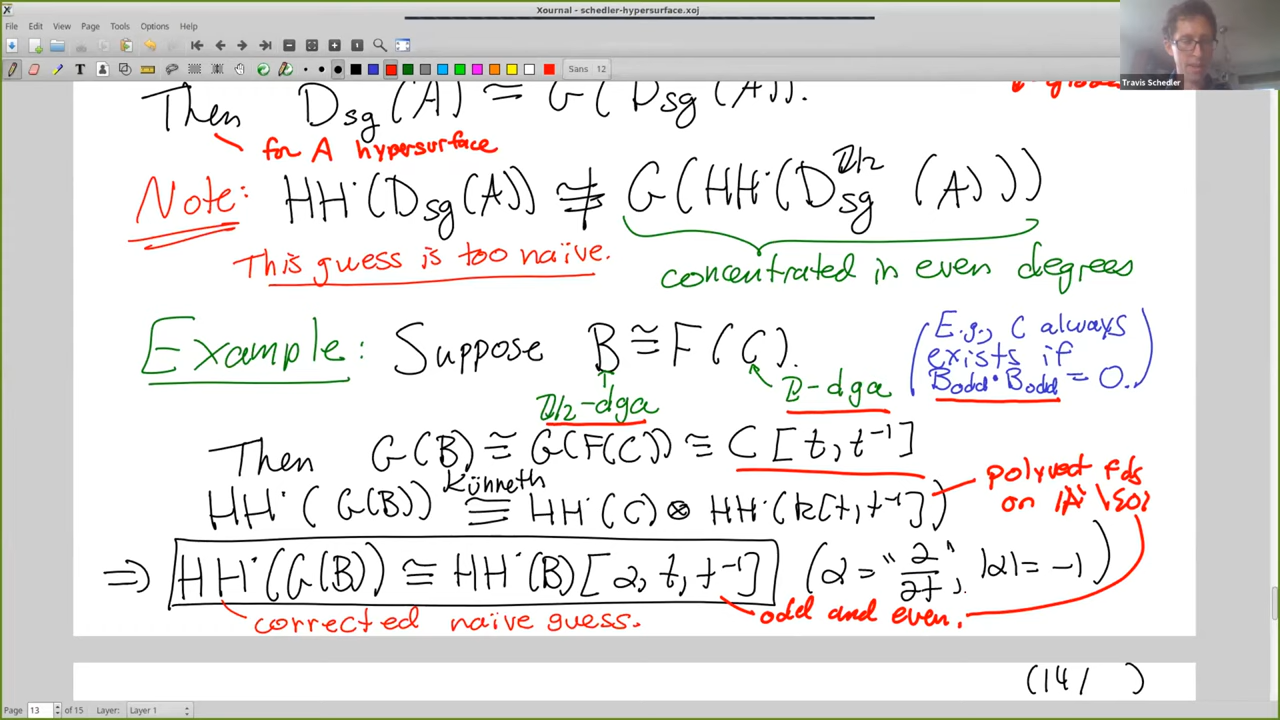 Xournal - schedler-hypersurface.xoj
File Edit View Page Tools Options Help
Sans 12
Travis Schedler
Then D_sg (A) ≅ G( D_sg (A)).
for A hypersurface
Note: HH^•(D_sg(A)) ≇ G(HH^•(D_sg^{Z/2} (A)))
This guess is too naïve.
concentrated in even degrees
Example: Suppose B ≅ F(C).
(E.g., C always
exists if
B_odd · B_odd = 0.)
Z/2-dga
Z-dga
Then G(B) ≅ G(F(C)) ≅ C[t, t⁻¹]
Künneth
HH^•(G(B)) ≅ HH^•(C) ⊗ HH^•(k[t, t⁻¹])
polyvect fds
on A¹ \ {0}
⇒ HH^•(G(B)) ≅ HH^•(B)[∂, t, t⁻¹] (∂ = "∂/∂t", |∂| = -1)
corrected naïve guess.
odd and even.
(14/ )
Page 13 of 15 Layer: Layer 1